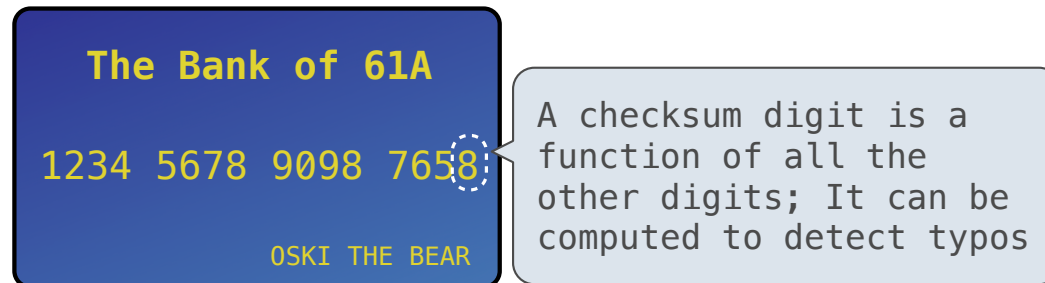 The Bank of 61A
1234 5678 9098 7658
OSKI THE BEAR
A checksum digit is a
function of all the
other digits; It can be
computed to detect typos